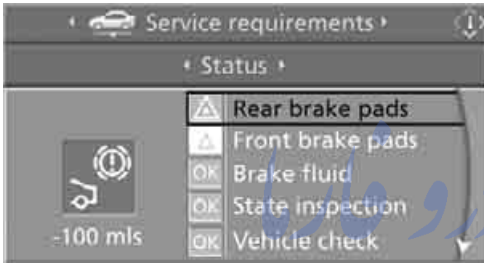 Service requirements
Status
Rear brake pads
Front brake pads
OK Brake fluid
OK State inspection
OK Vehicle check
-100 mls